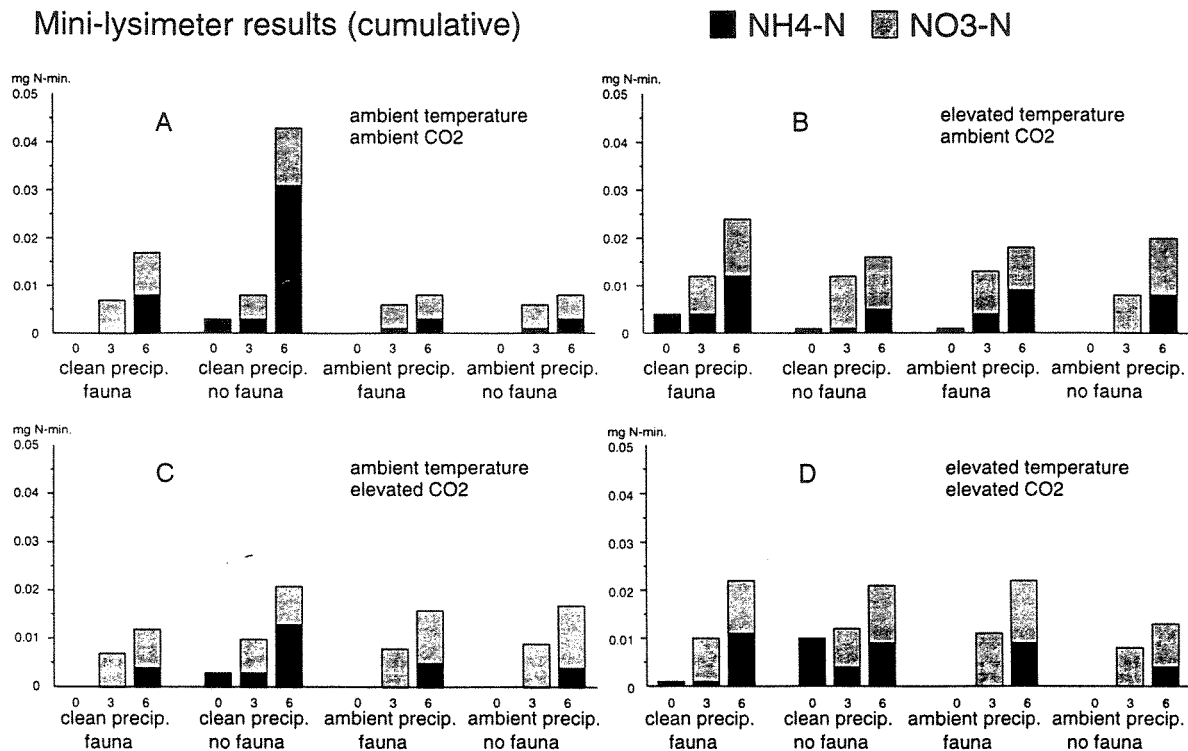 Mini-lysimeter results (cumulative)
NH4-N NO3-N
mg N-min.
0.05
0.04
0.03
0.02
0.01
0
A
ambient temperature
ambient CO2
0 3 6 0 3 6 0 3 6 0 3 6
clean precip. clean precip. ambient precip. ambient precip.
fauna no fauna fauna no fauna
mg N-min.
0.05
0.04
0.03
0.02
0.01
0
B
elevated temperature
ambient CO2
0 3 6 0 3 6 0 3 6 0 3 6
clean precip. clean precip. ambient precip. ambient precip.
fauna no fauna fauna no fauna
mg N-min.
0.05
0.04
0.03
0.02
0.01
0
C
ambient temperature
elevated CO2
0 3 6 0 3 6 0 3 6 0 3 6
clean precip. clean precip. ambient precip. ambient precip.
fauna no fauna fauna no fauna
mg N-min.
0.05
0.04
0.03
0.02
0.01
0
D
elevated temperature
elevated CO2
0 3 6 0 3 6 0 3 6 0 3 6
clean precip. clean precip. ambient precip. ambient precip.
fauna no fauna fauna no fauna